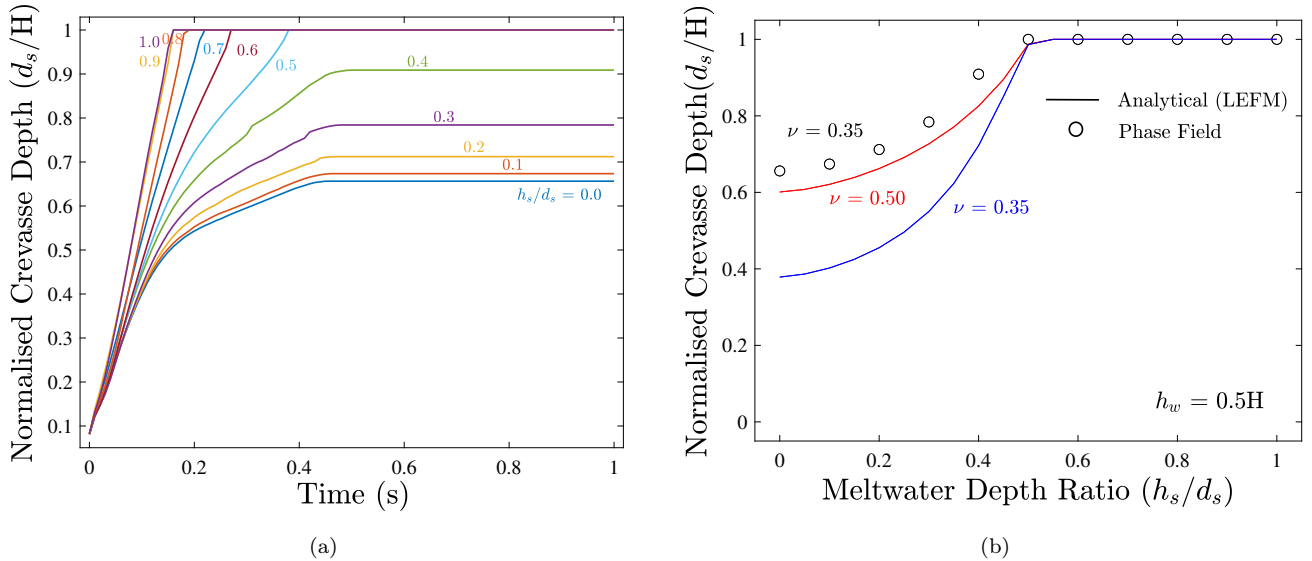 Normalised Crevasse Depth (d_s/H)
1
0.9
0.8
0.7
0.6
0.5
0.4
0.3
0.2
0.1
1.0
0.8
0.9
0.7
0.6
0.5
0.4
0.3
0.2
0.1
h_s/d_s = 0.0
0 0.2 0.4 0.6 0.8 1
Time (s)
(a)
Normalised Crevasse Depth(d_s/H)
1
0.8
0.6
0.4
0.2
0
Analytical (LEFM)
Phase Field
ν = 0.35
ν = 0.50
ν = 0.35
h_w = 0.5H
0 0.2 0.4 0.6 0.8 1
Meltwater Depth Ratio (h_s/d_s)
(b)